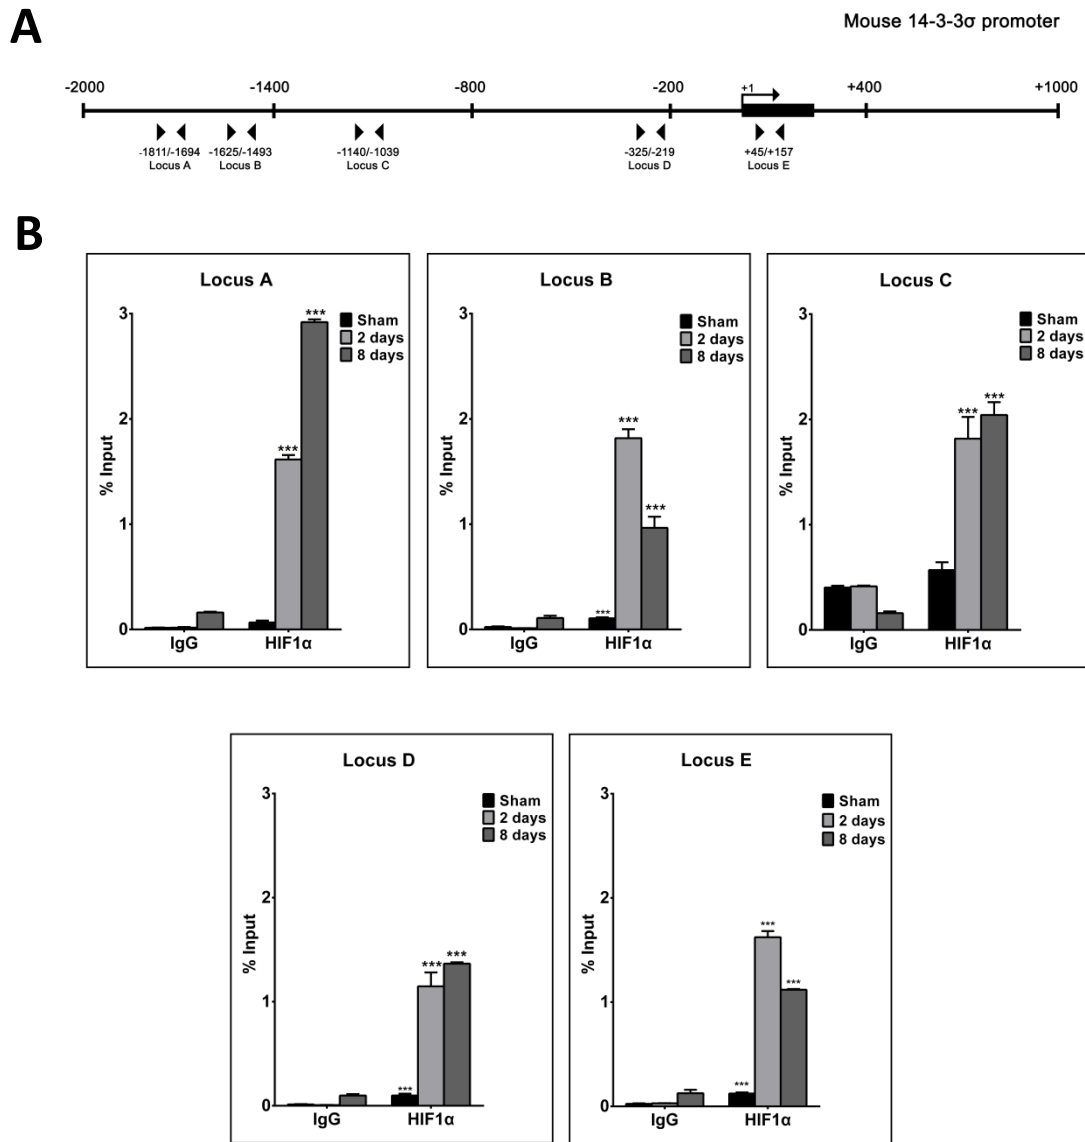 A
Mouse 14-3-3σ promoter
-2000 -1400 -800 -200 +1 +400 +1000
-1811/-1694 -1625/-1493 -1140/-1039 -325/-219 +45/+157
Locus A Locus B Locus C Locus D Locus E
B
Locus A
3
2
1
0
% Input
Sham
2 days
8 days
***
***
IgG HIF1α
Locus B
3
2
1
0
% Input
Sham
2 days
8 days
***
***
***
IgG HIF1α
Locus C
3
2
1
0
% Input
Sham
2 days
8 days
***
***
IgG HIF1α
Locus D
3
2
1
0
% Input
Sham
2 days
8 days
***
***
***
IgG HIF1α
Locus E
3
2
1
0
% Input
Sham
2 days
8 days
***
***
***
IgG HIF1α